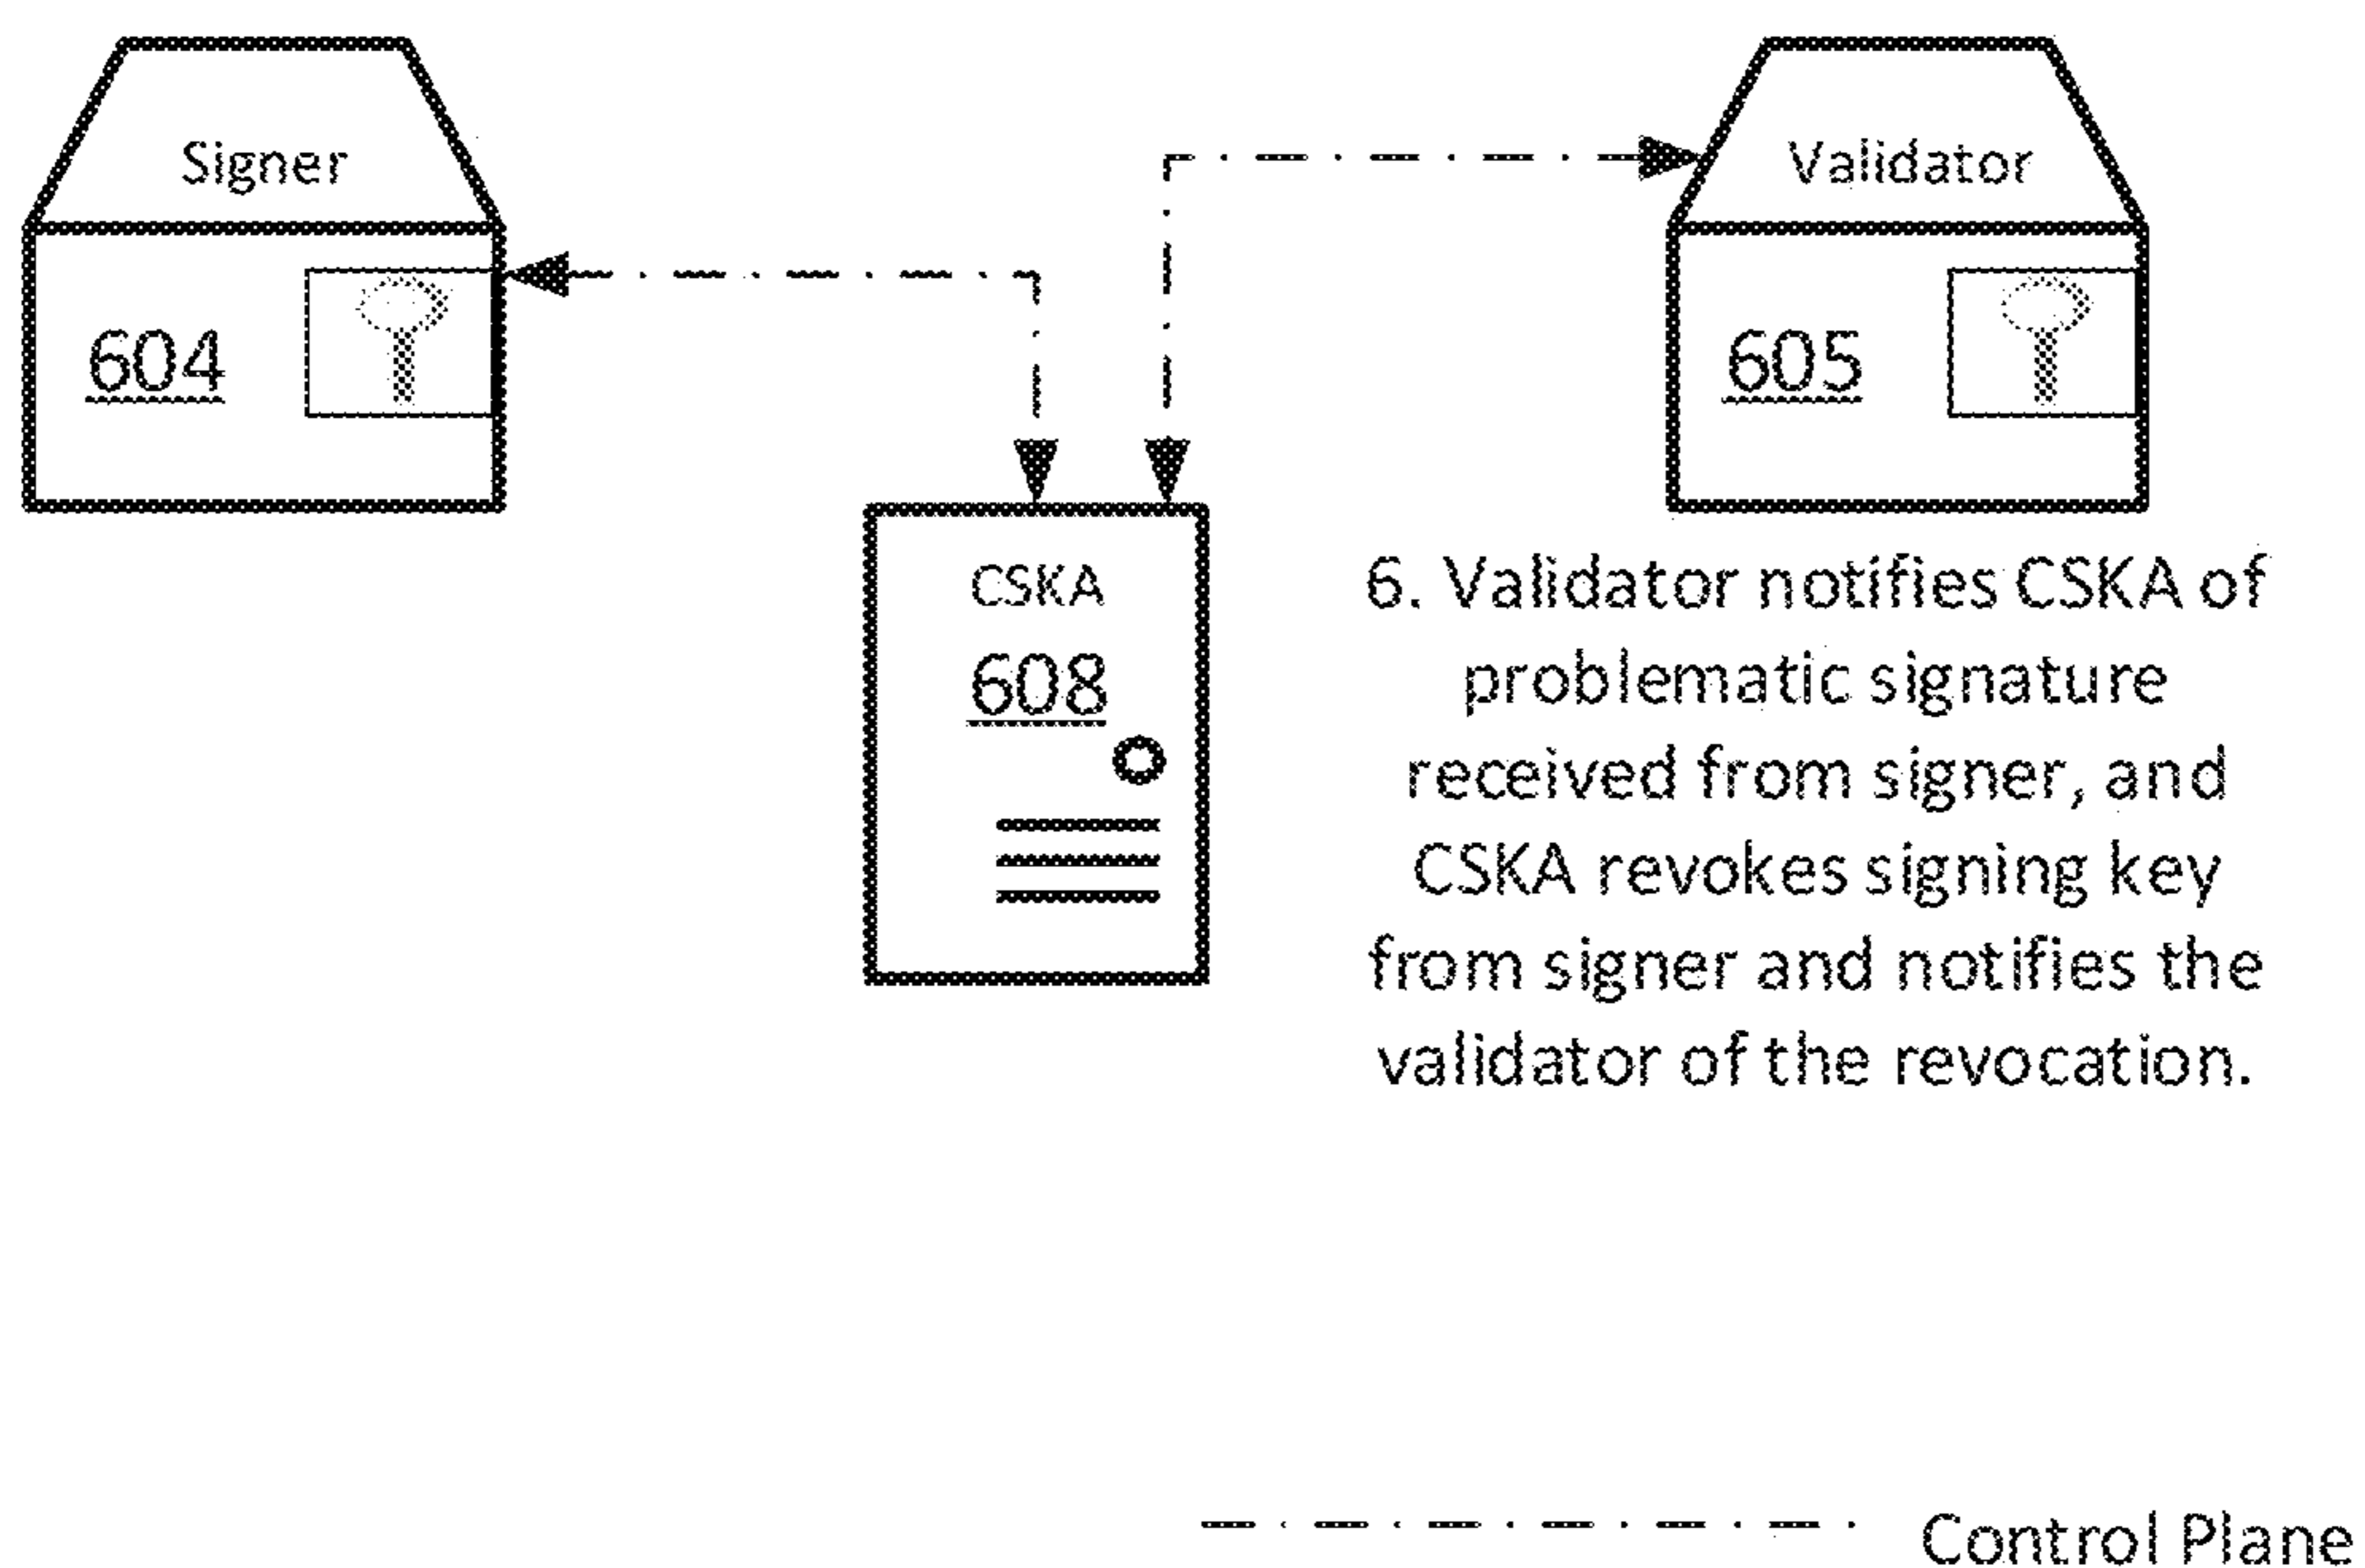 Signer
Validator
604
605
CSKA
608
6. Validator notifies CSKA of
problematic signature
received from signer, and
CSKA revokes signing key
from signer and notifies the
validator of the revocation.
Control Plane